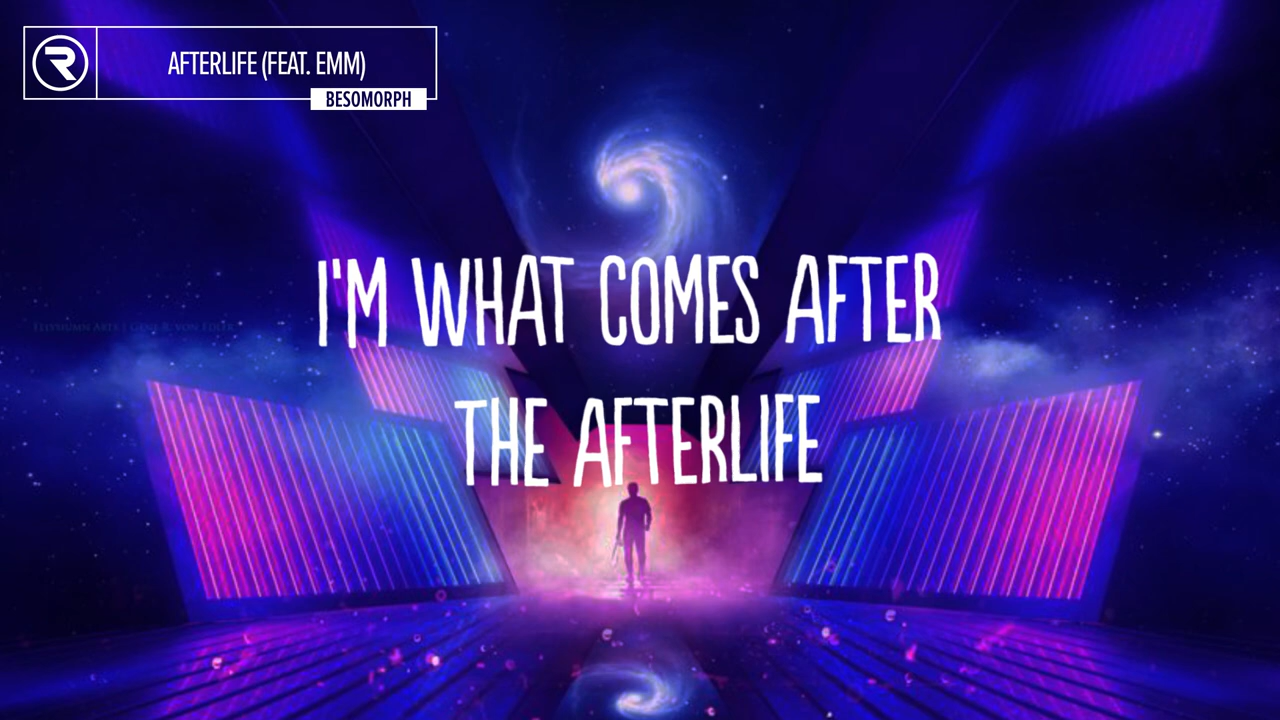 AFTERLIFE (FEAT. EMM)
BESOMORPH
I'M WHAT COMES AFTER
THE AFTERLIFE